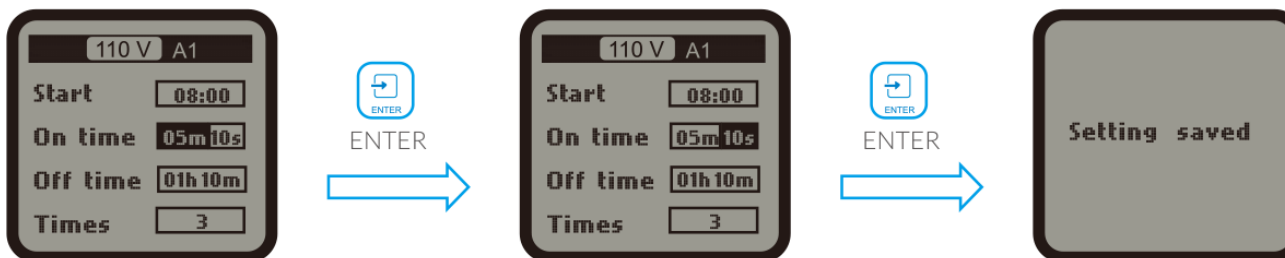 110 V A1
Start 08:00
On time 05m 10s
Off time 01h 10m
Times 3
ENTER
ENTER
110 V A1
Start 08:00
On time 05m 10s
Off time 01h 10m
Times 3
ENTER
ENTER
Setting saved